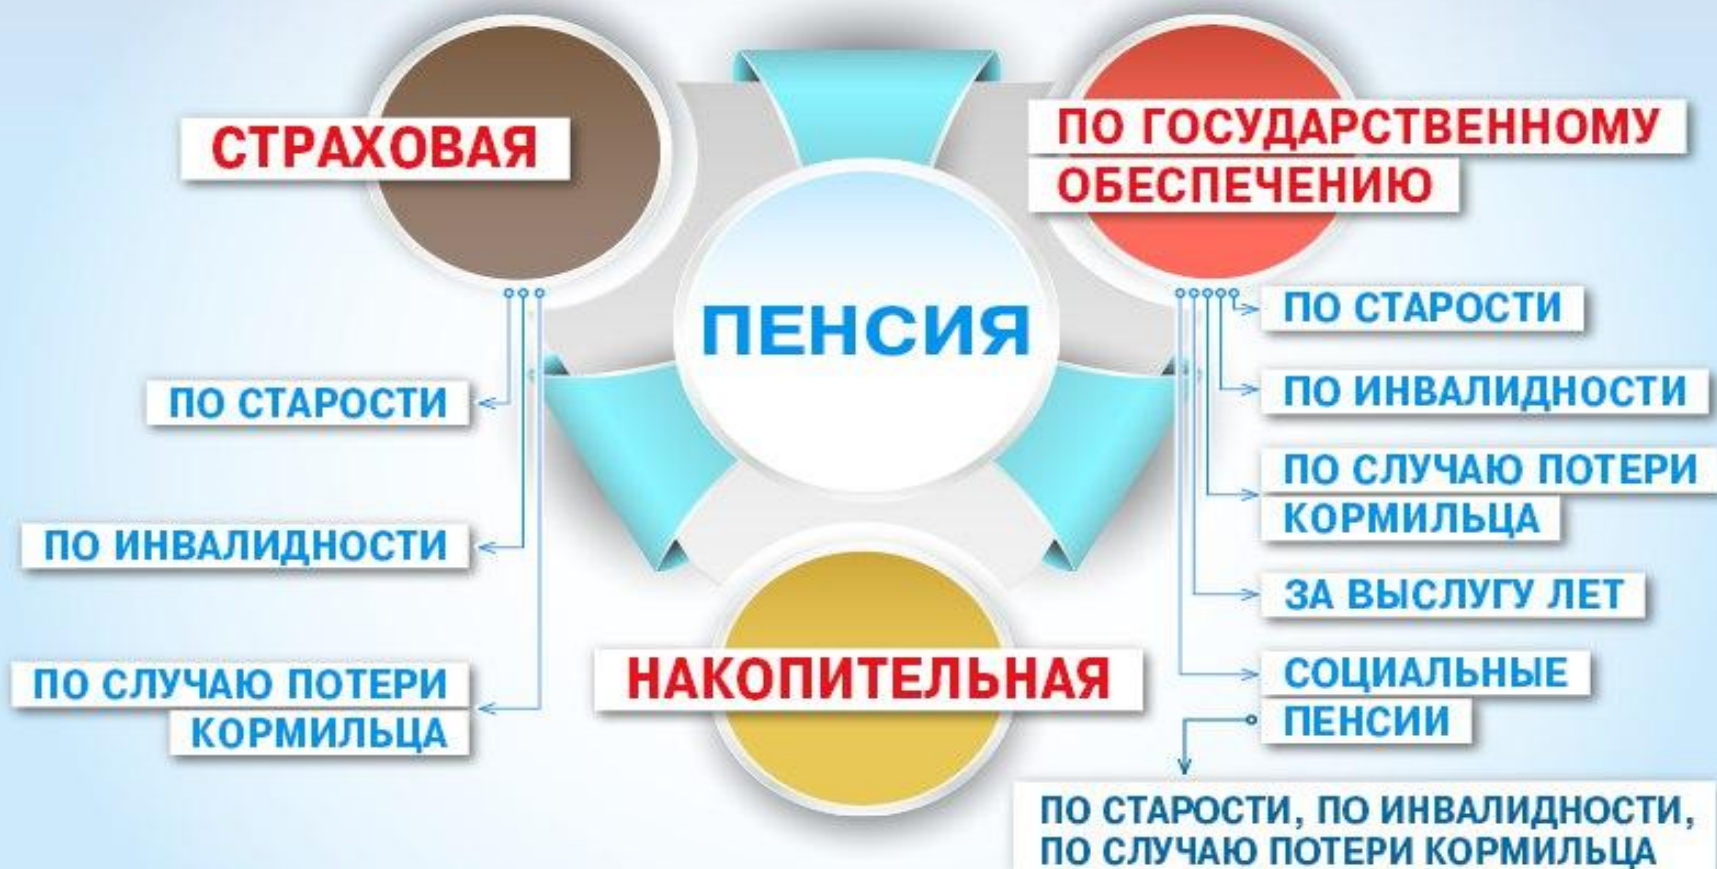 СТРАХОВАЯ
ПО СТАРОСТИ
ПО ИНВАЛИДНОСТИ
ПО СЛУЧАЮ ПОТЕРИ
КОРМИЛЬЦА
ПЕНСИЯ
НАКОПИТЕЛЬНАЯ
ПО ГОСУДАРСТВЕННОМУ
ОБЕСПЕЧЕНИЮ
ПО СТАРОСТИ
ПО ИНВАЛИДНОСТИ
ПО СЛУЧАЮ ПОТЕРИ
КОРМИЛЬЦА
ЗА ВЫСЛУГУ ЛЕТ
СОЦИАЛЬНЫЕ
ПЕНСИИ
ПО СТАРОСТИ, ПО ИНВАЛИДНОСТИ,
ПО СЛУЧАЮ ПОТЕРИ КОРМИЛЬЦА